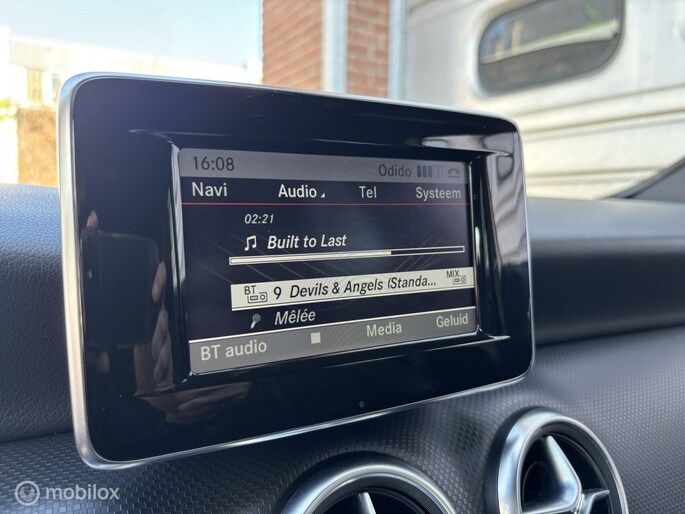 16:08 Odido
Navi Audio Tel Systeem
02:21
Built to Last
BT 9 Devils & Angels (Standa... MIX
Mêlée
BT audio Media Geluid
mobilox